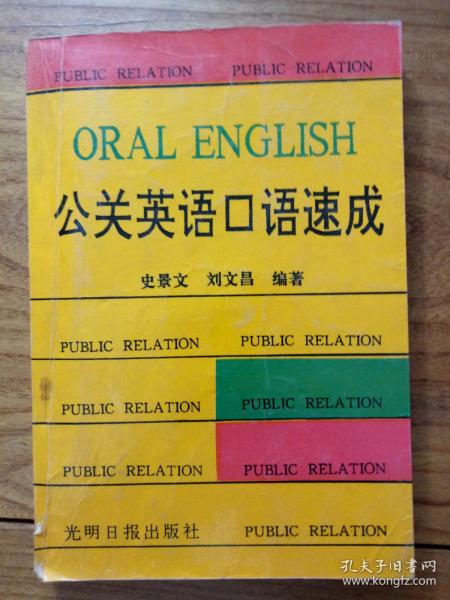 PUBLIC RELATION PUBLIC RELATION
ORAL ENGLISH
公关英语口语速成
史景文 刘文昌 编著
PUBLIC RELATION PUBLIC RELATION
PUBLIC RELATION PUBLIC RELATION
PUBLIC RELATION PUBLIC RELATION
光明日报出版社 PUBLIC RELATION
孔夫子旧书网
www.kongfz.com